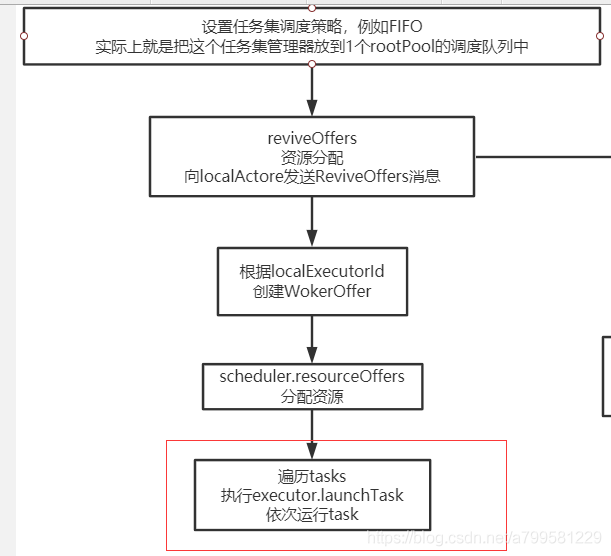 设置任务集调度策略，例如FIFO
实际上就是把这个任务集管理器放到1个rootPool的调度队列中
reviveOffers
资源分配
向localActore发送ReviveOffers消息
根据localExecutorId
创建WokerOffer
scheduler.resourceOffers
分配资源
遍历tasks
执行executor.launchTask
依次运行task
https://blog.csdn.net/a799581229